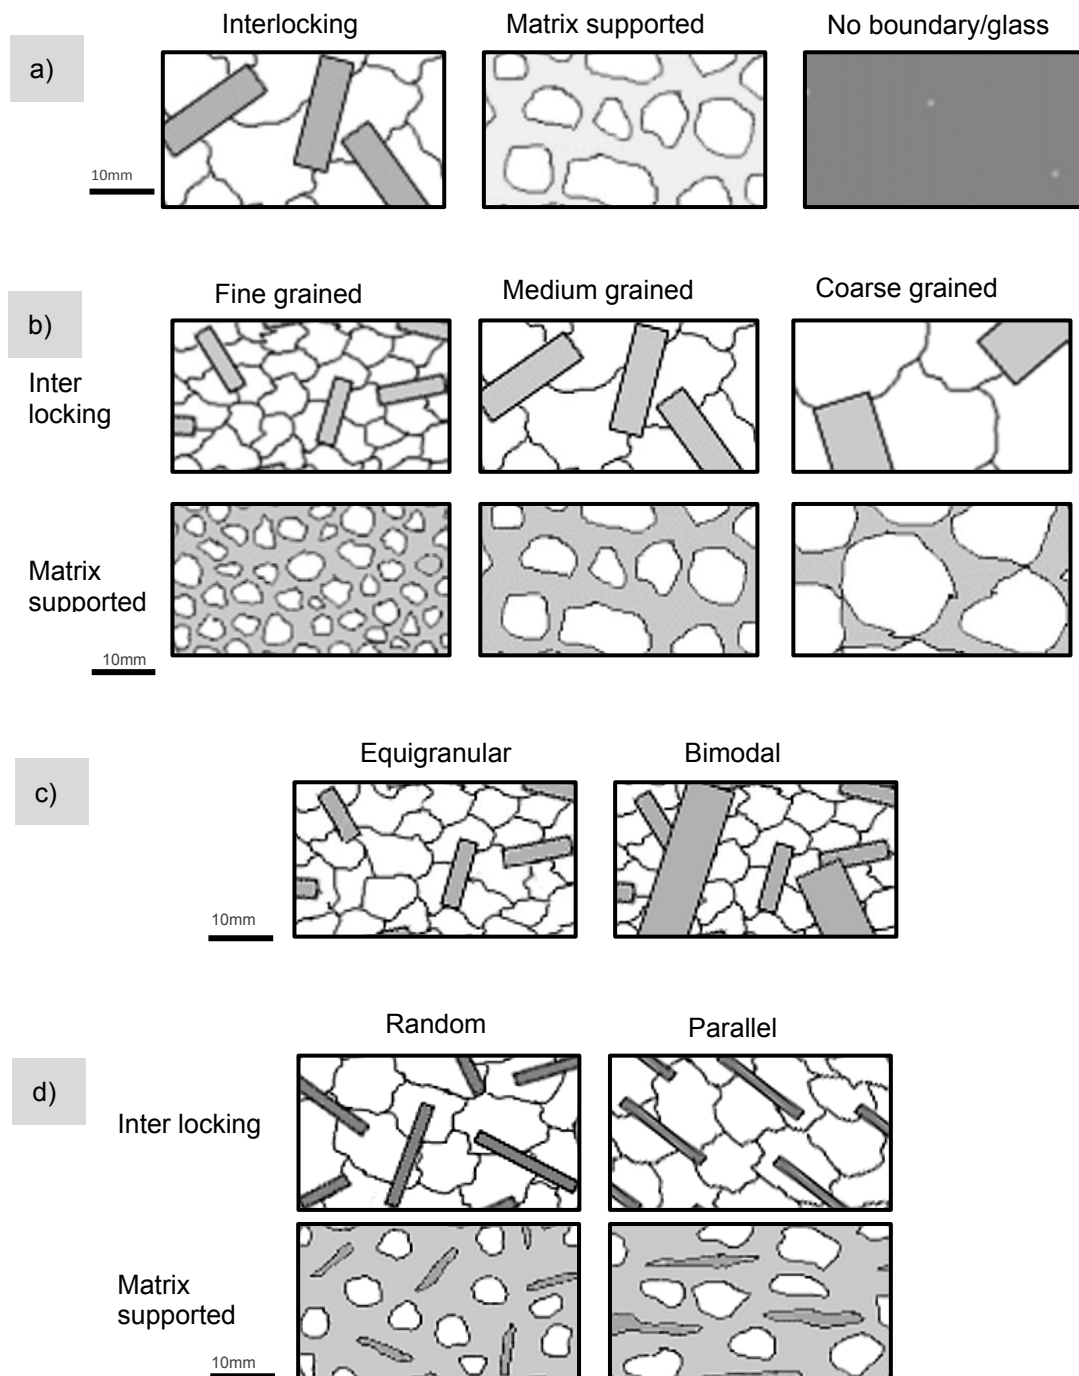 a)
Interlocking
Matrix supported
No boundary/glass
10mm
b)
Fine grained
Medium grained
Coarse grained
Inter
locking
Matrix
supported
10mm
c)
Equigranular
Bimodal
10mm
d)
Random
Parallel
Inter locking
Matrix
supported
10mm